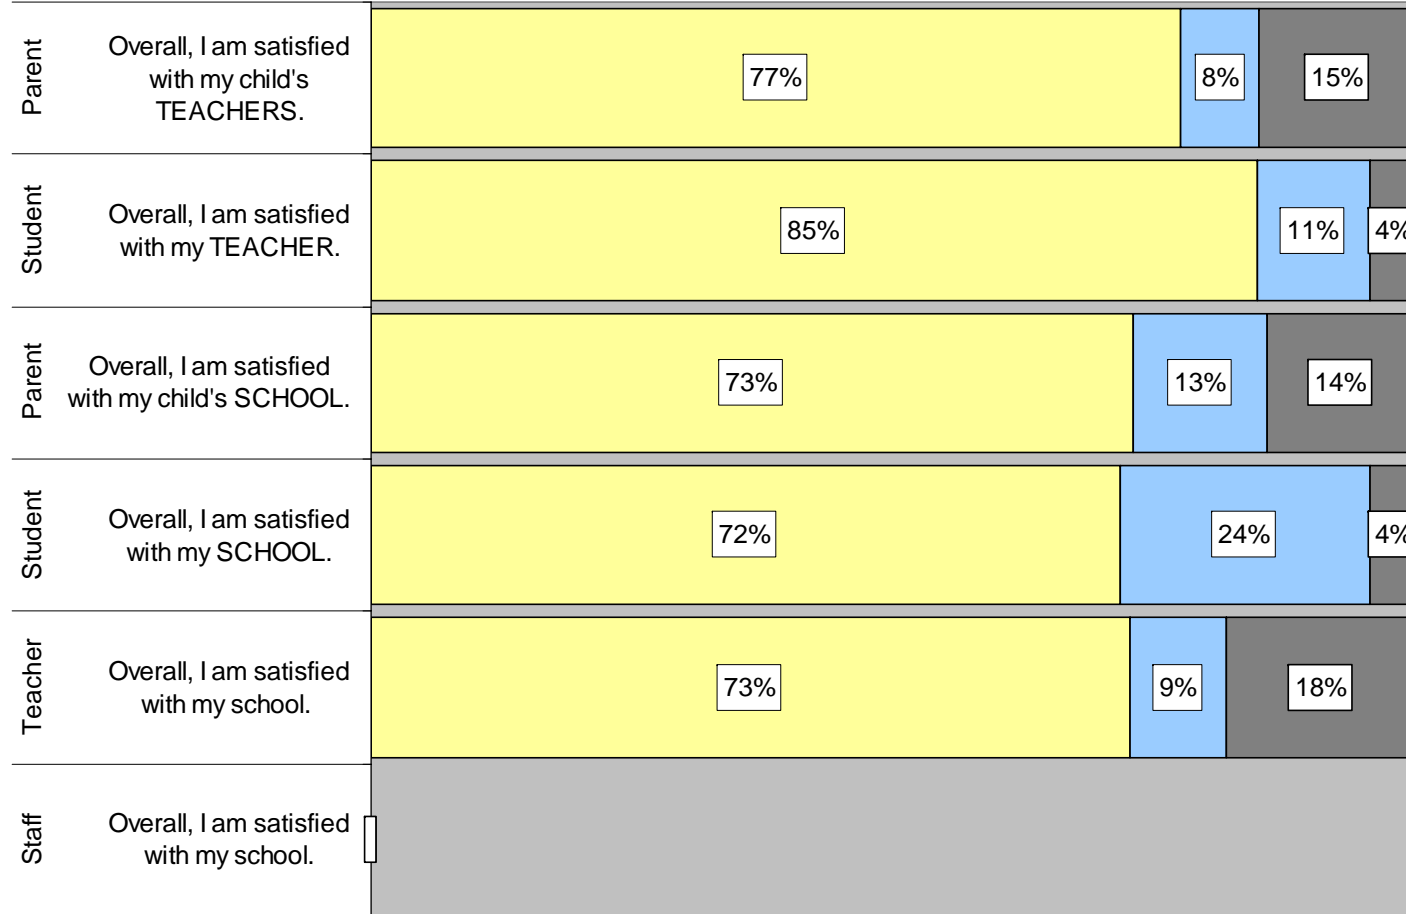 Parent
Overall, I am satisfied
with my child's
TEACHERS.
77%
8%
15%
Student
Overall, I am satisfied
with my TEACHER.
85%
11%
4%
Parent
Overall, I am satisfied
with my child's SCHOOL.
73%
13%
14%
Student
Overall, I am satisfied
with my SCHOOL.
72%
24%
4%
Teacher
Overall, I am satisfied
with my school.
73%
9%
18%
Staff
Overall, I am satisfied
with my school.